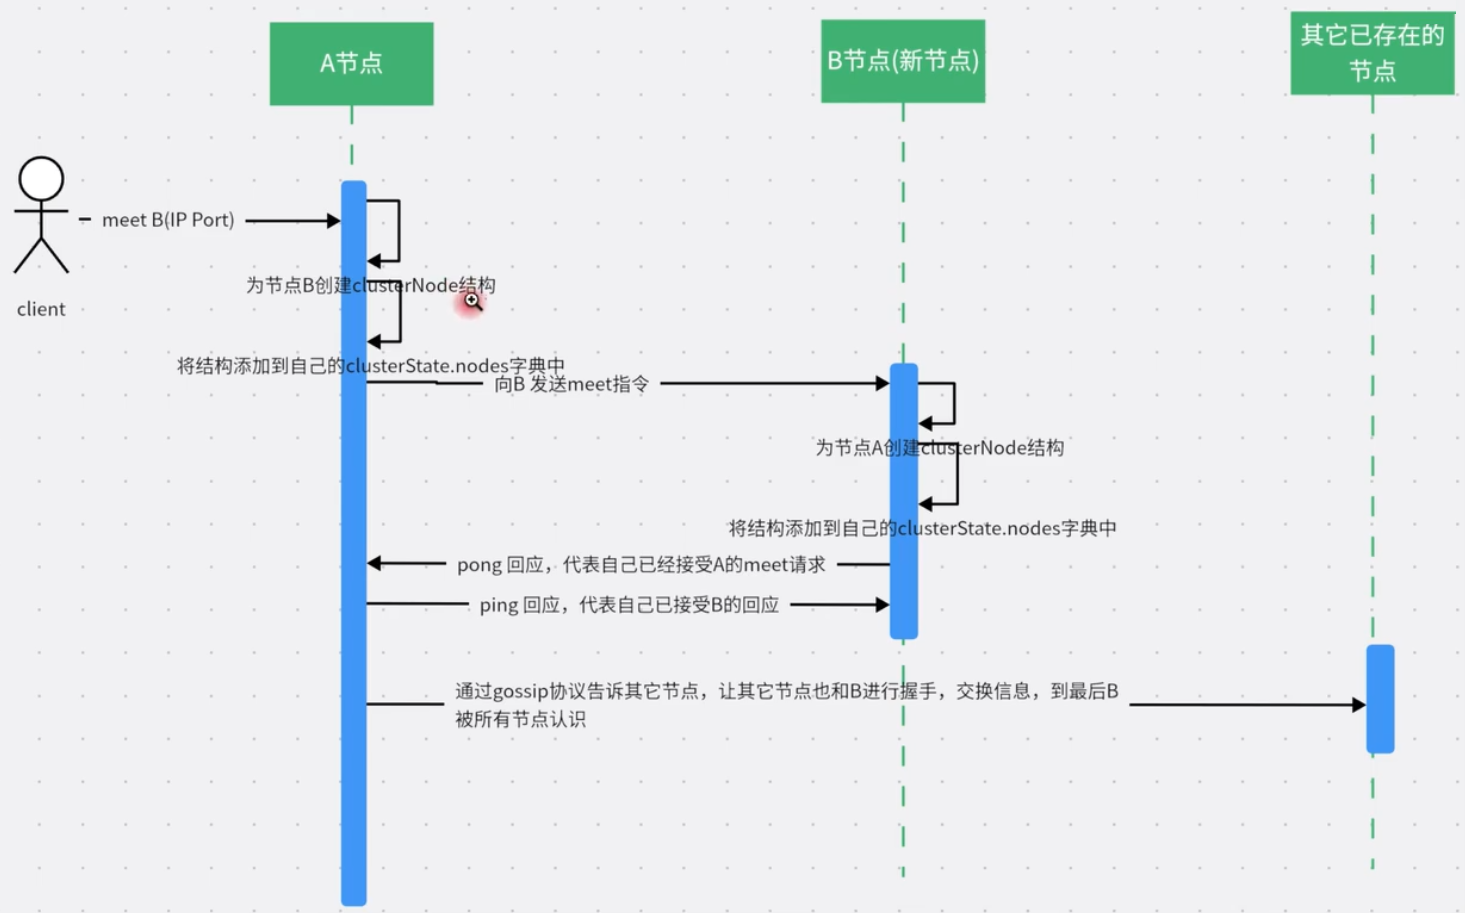 A节点
B节点(新节点)
其它已存在的
节点
meet B(IP Port)
client
为节点B创建clusterNode结构
将结构添加到自己的clusterState.nodes字典中
向B 发送meet指令
为节点A创建clusterNode结构
将结构添加到自己的clusterState.nodes字典中
pong 回应，代表自己已经接受A的meet请求
ping 回应，代表自己已接受B的回应
通过gossip协议告诉其它节点，让其它节点也和B进行握手，交换信息，到最后B
被所有节点认识